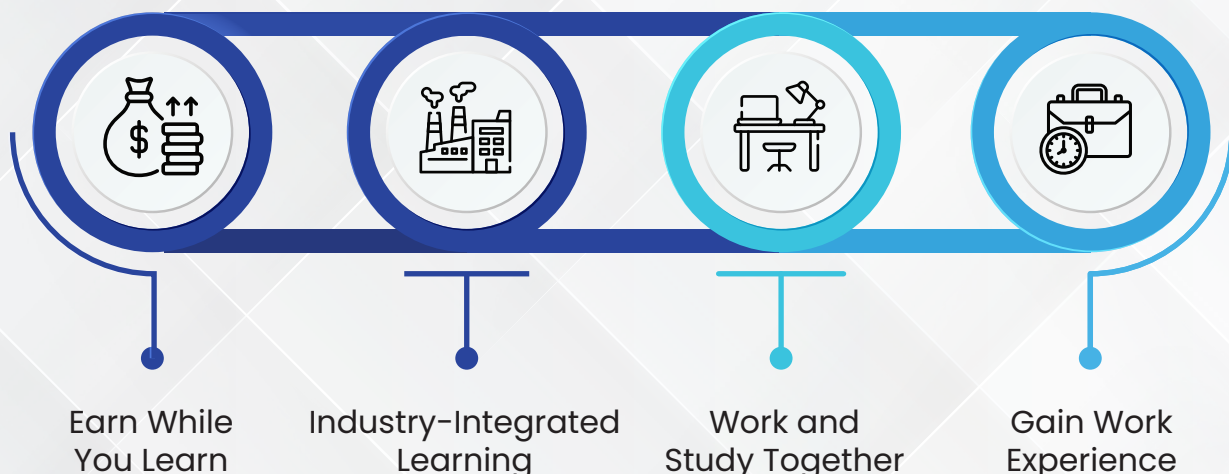 $
Earn While
You Learn
Industry-Integrated
Learning
Work and
Study Together
Gain Work
Experience